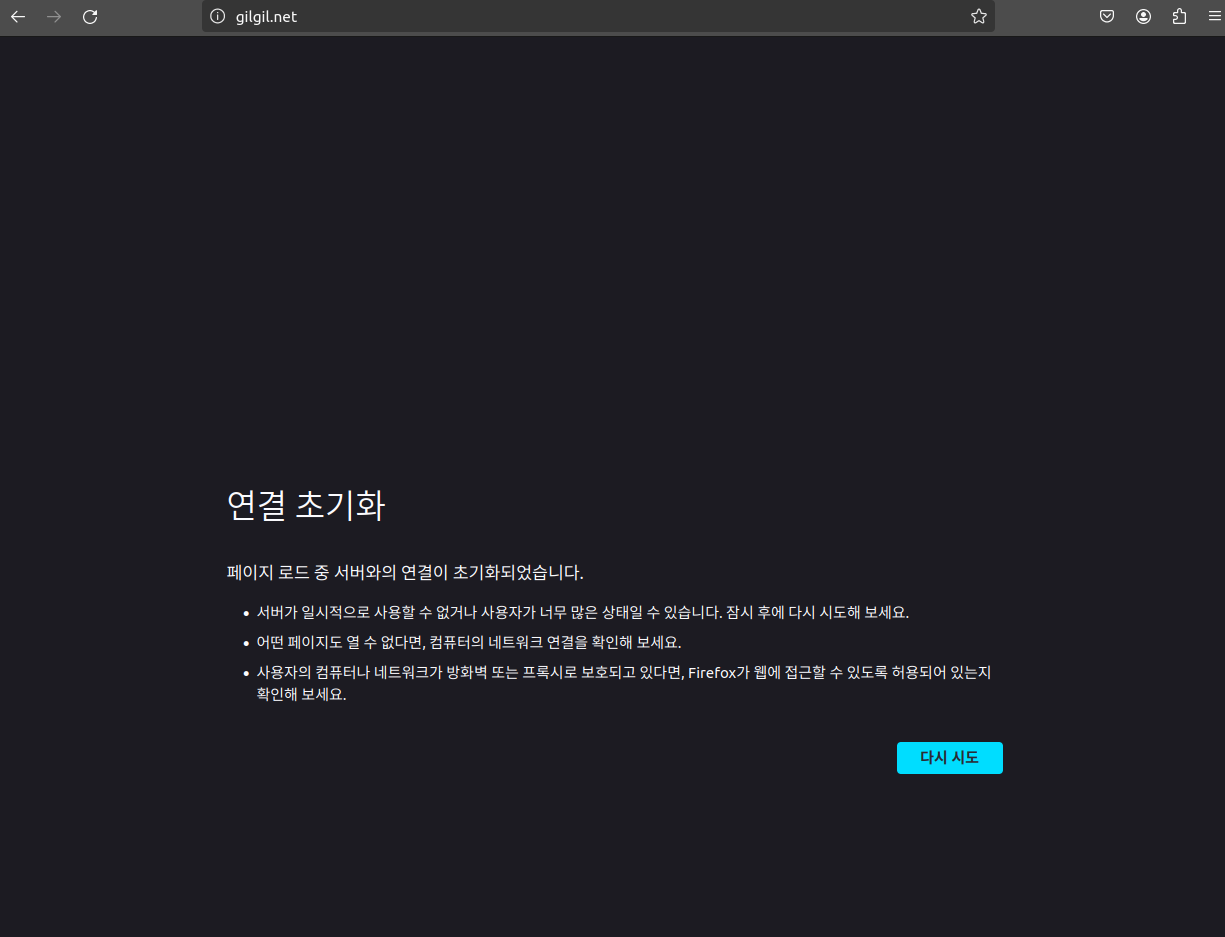 gilgil.net
연결 초기화
페이지 로드 중 서버와의 연결이 초기화되었습니다.
• 서버가 일시적으로 사용할 수 없거나 사용자가 너무 많은 상태일 수 있습니다. 잠시 후에 다시 시도해 보세요.
• 어떤 페이지도 열 수 없다면, 컴퓨터의 네트워크 연결을 확인해 보세요.
• 사용자의 컴퓨터나 네트워크가 방화벽 또는 프록시로 보호되고 있다면, Firefox가 웹에 접근할 수 있도록 허용되어 있는지
확인해 보세요.
다시 시도